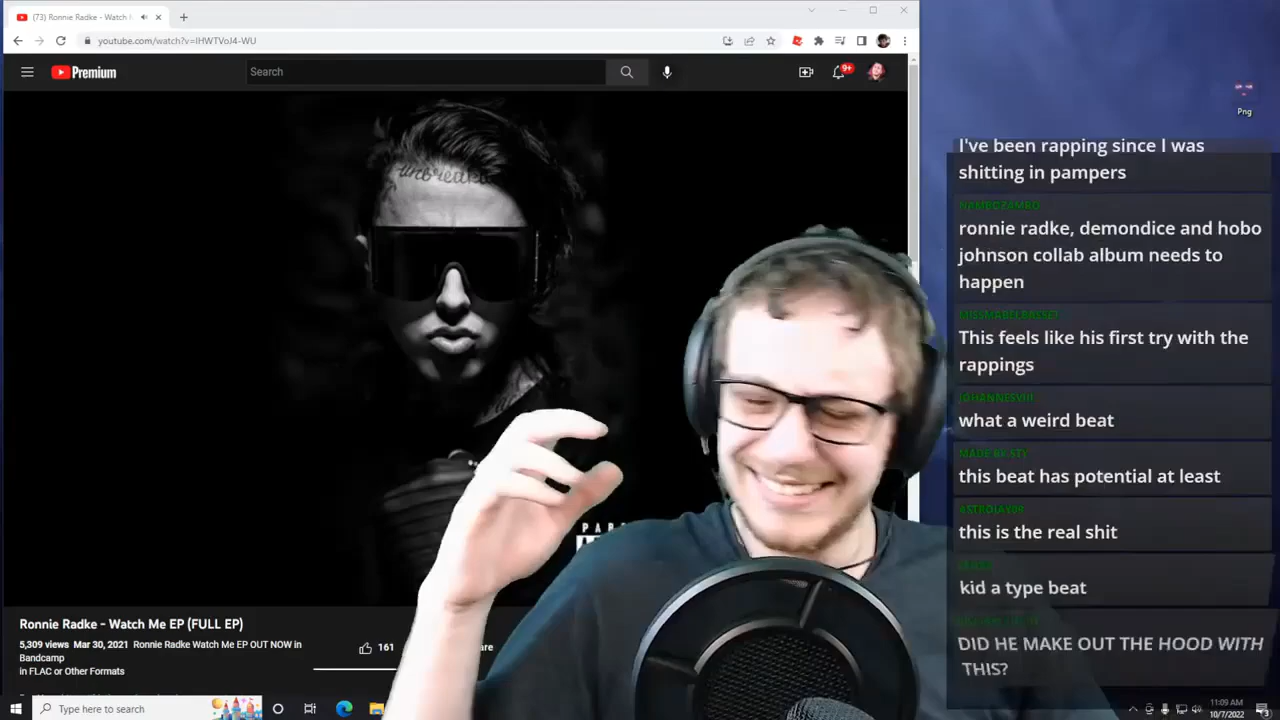 (73) Ronnie Radke - Watch M
youtube.com/watch?v=IHWTVoJ4-WU
Premium
Search
9+
Png
I've been rapping since I was
shitting in pampers
NAMBOZAMBO
ronnie radke, demondice and hobo
johnson collab album needs to
happen
This feels like his first try with the
rappings
JOHANNESVIII
what a weird beat
this beat has potential at least
ASTROJAY09
this is the real shit
kid a type beat
DID HE MAKE OUT THE HOOD WITH
THIS?
Ronnie Radke - Watch Me EP (FULL EP)
5,309 views Mar 30, 2021 Ronnie Radke Watch Me EP OUT NOW in
Bandcamp
in FLAC or Other Formats
161
Type here to search
11:09 AM
10/7/2022